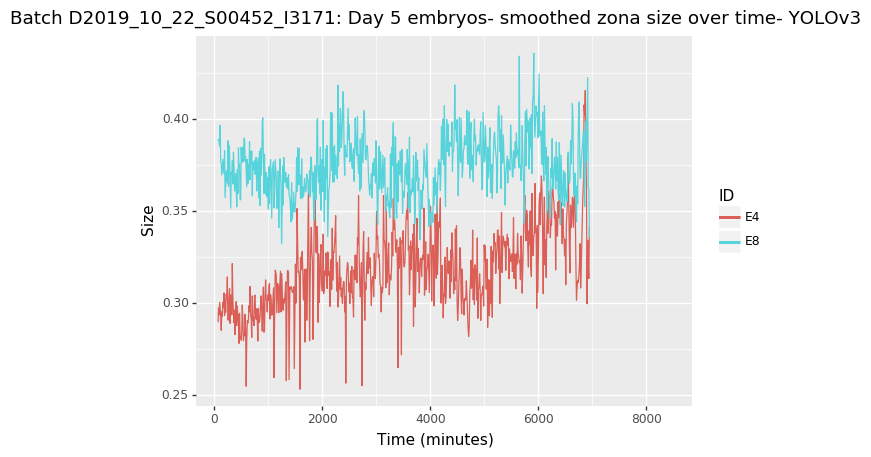 Batch D2019_10_22_S00452_I3171: Day 5 embryos- smoothed zona size over time- YOLOv3
0.40
0.35
0.30
0.25
Size
0
2000
4000
6000
8000
Time (minutes)
ID
E4
E8